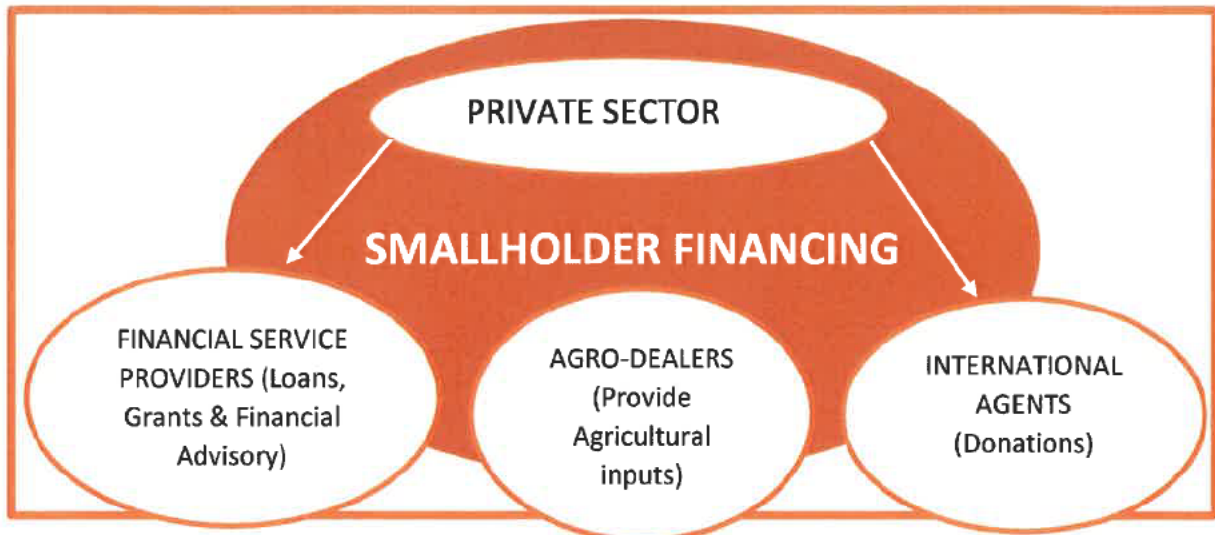 PRIVATE SECTOR
SMALLHOLDER FINANCING
FINANCIAL SERVICE
PROVIDERS (Loans,
Grants & Financial
Advisory)
AGRO-DEALERS
(Provide
Agricultural
inputs)
INTERNATIONAL
AGENTS
(Donations)